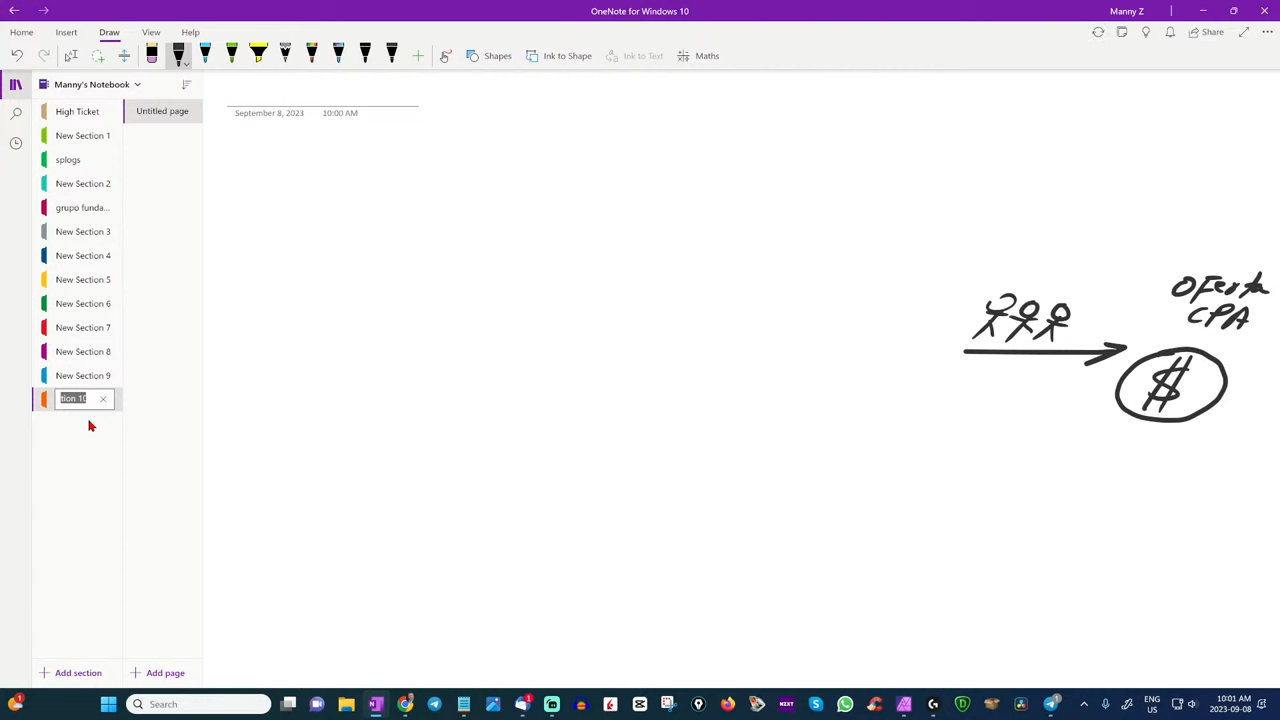 OneNote for Windows 10
Manny Z
Home
Insert
Draw
View
Help
Share
Shapes
Ink to Shape
Ink to Text
Maths
Manny's Notebook
High Ticket
New Section 1
splogs
New Section 2
grupo funda...
New Section 3
New Section 4
New Section 5
New Section 6
New Section 7
New Section 8
New Section 9
tion 10
Untitled page
September 8, 2023 10:00 AM
Oferta
CPA
$
Add section
Add page
Search
NZXT
ENG
US
10:01 AM
2023-09-08